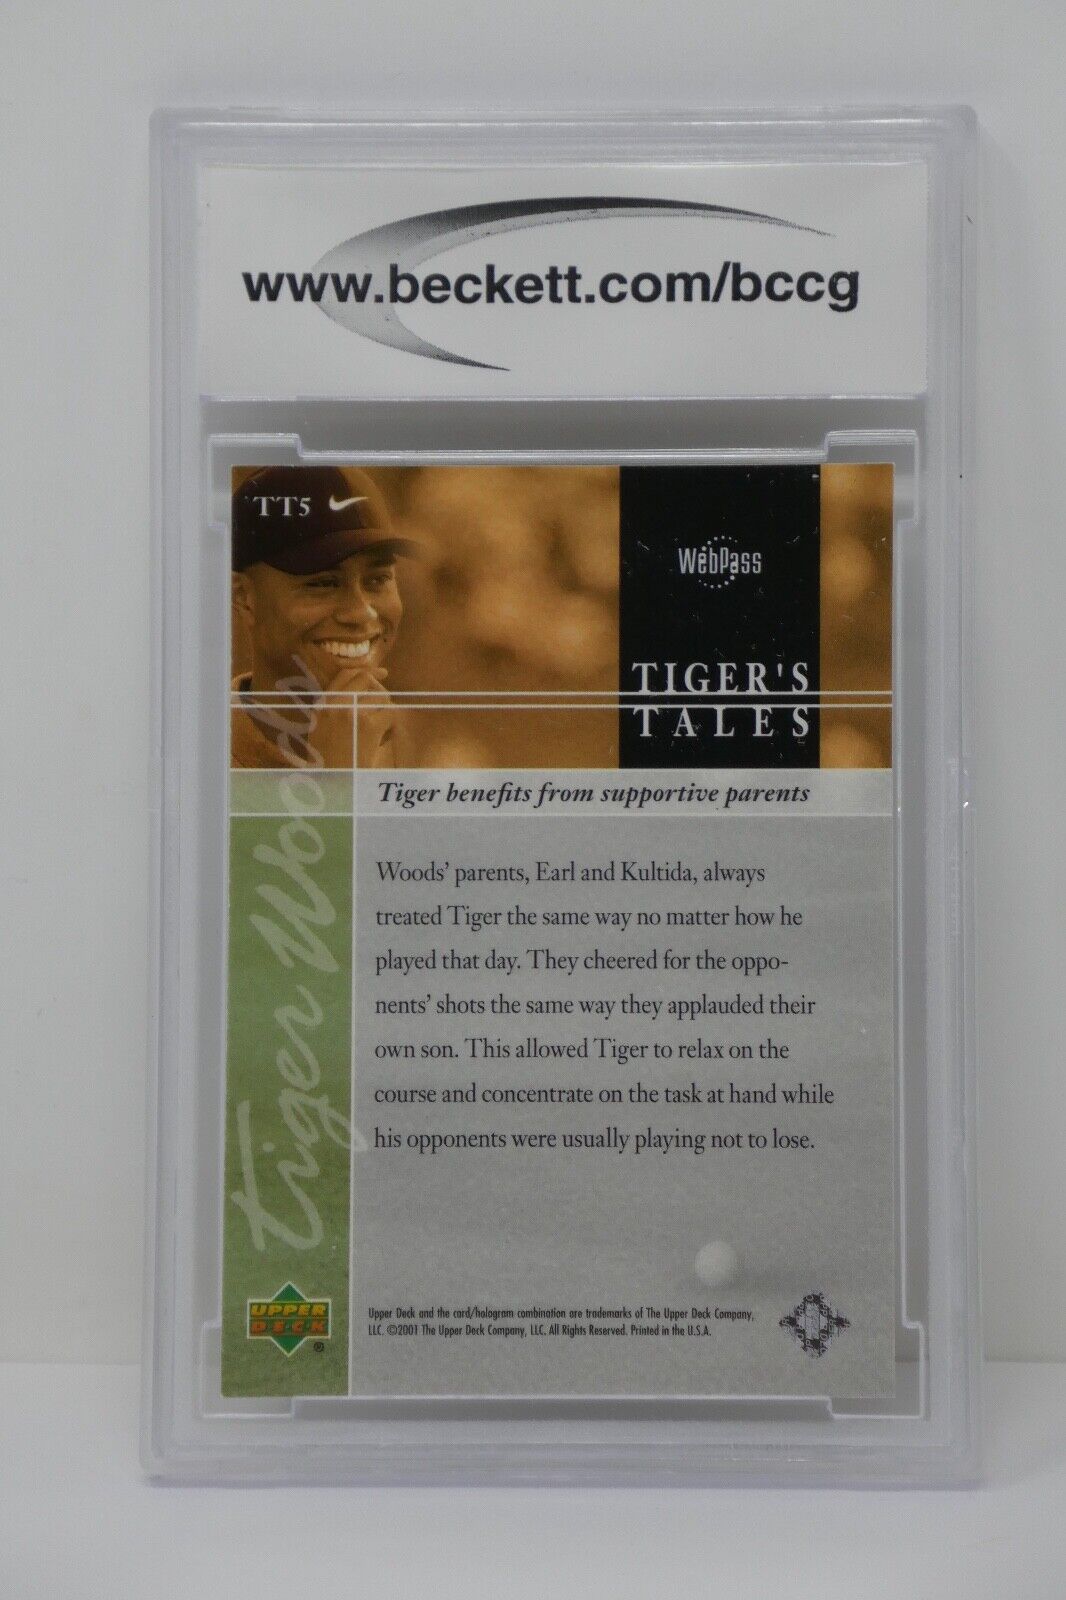 www.beckett.com/bccg
TT5
WebPass
TIGER'S
TALES
Tiger benefits from supportive parents
Tiger Woods
Woods' parents, Earl and Kultida, always
treated Tiger the same way no matter how he
played that day. They cheered for the oppo-
nents' shots the same way they applauded their
own son. This allowed Tiger to relax on the
course and concentrate on the task at hand while
his opponents were usually playing not to lose.
UPPER
DECK
®
Upper Deck and the card/hologram combination are trademarks of The Upper Deck Company,
LLC. ©2001 The Upper Deck Company, LLC. All Rights Reserved. Printed in the U.S.A.